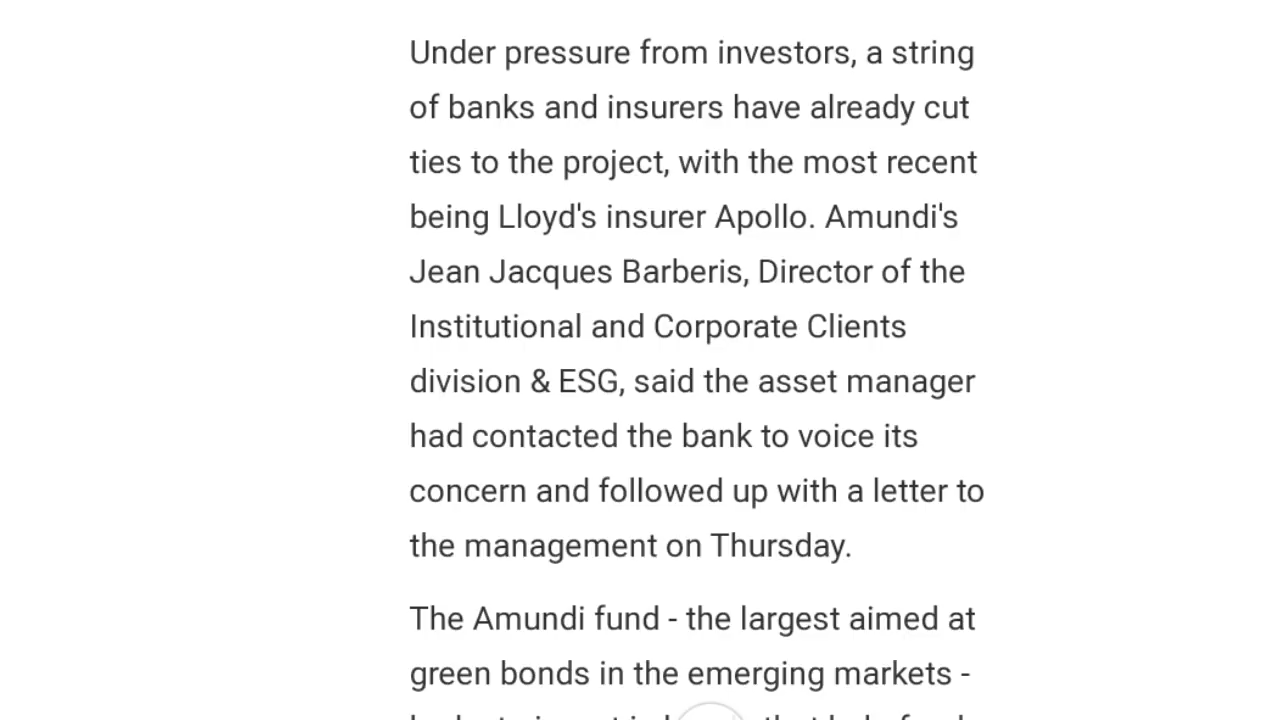 Under pressure from investors, a string
of banks and insurers have already cut
ties to the project, with the most recent
being Lloyd's insurer Apollo. Amundi's
Jean Jacques Barberis, Director of the
Institutional and Corporate Clients
division & ESG, said the asset manager
had contacted the bank to voice its
concern and followed up with a letter to
the management on Thursday.
The Amundi fund - the largest aimed at
green bonds in the emerging markets -